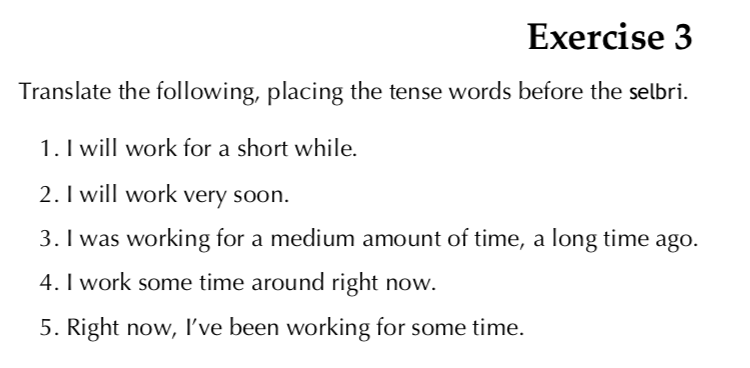 Exercise 3
Translate the following, placing the tense words before the selbri.
1. I will work for a short while.
2. I will work very soon.
3. I was working for a medium amount of time, a long time ago.
4. I work some time around right now.
5. Right now, I’ve been working for some time.